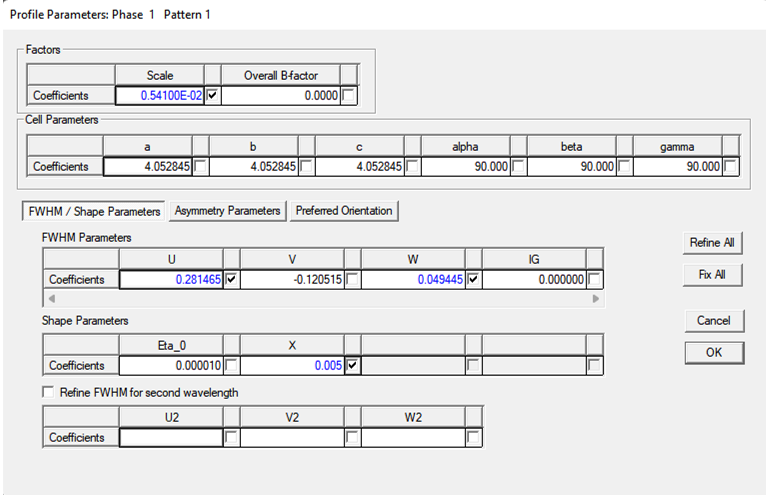 Profile Parameters: Phase 1 Pattern 1
Factors
Scale Overall B-factor
Coefficients 0.54100E-02 0.0000
Cell Parameters
a b c alpha beta gamma
Coefficients 4.052845 4.052845 4.052845 90.000 90.000 90.000
FWHM / Shape Parameters Asymmetry Parameters Preferred Orientation
FWHM Parameters
Refine All
U V W IG
Coefficients 0.281465 -0.120515 0.049445 0.000000
Fix All
Shape Parameters
Cancel
Eta_0 X
OK
Coefficients 0.000010 0.005
Refine FWHM for second wavelength
U2 V2 W2
Coefficients